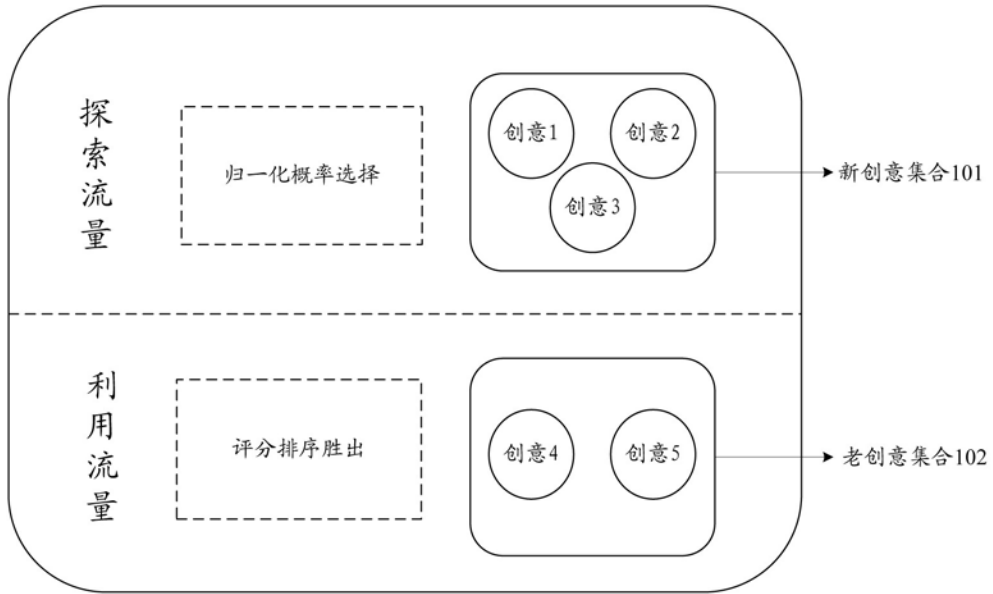 探索流量
归一化概率选择
创意1
创意2
创意3
新创意集合101
利用流量
评分排序胜出
创意4
创意5
老创意集合102